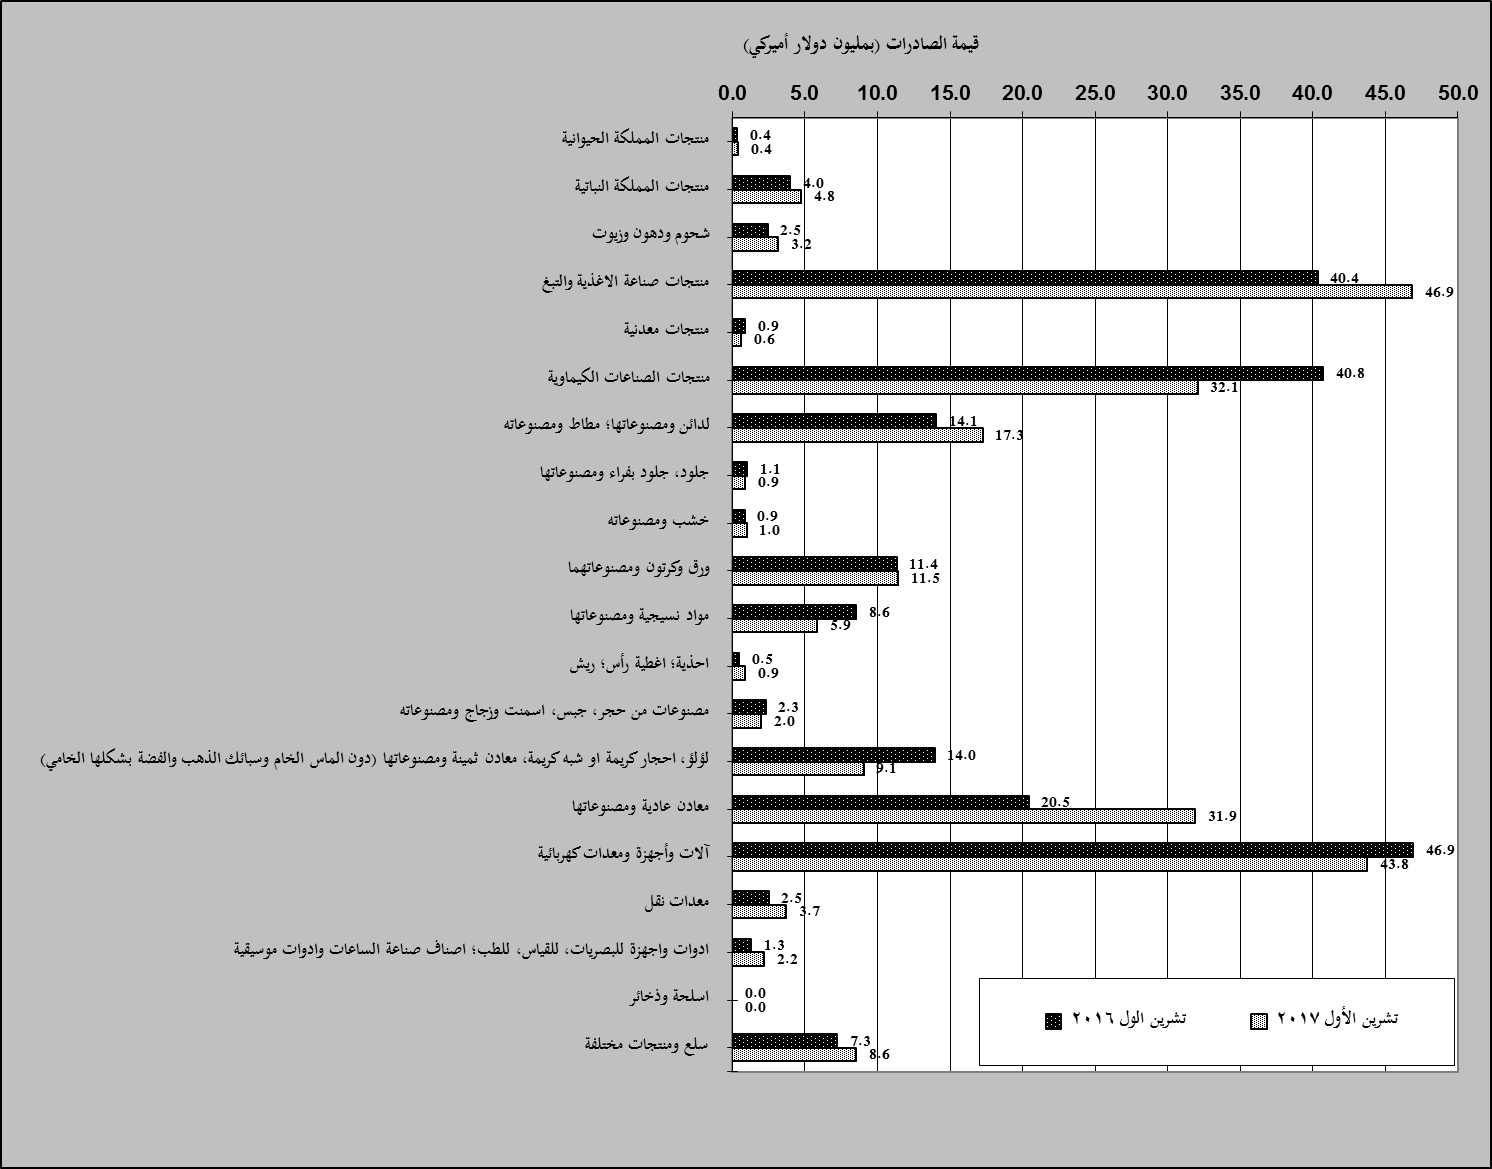 قيمة الصادرات (بمليون دولار أميركي)
0.0 5.0 10.0 15.0 20.0 25.0 30.0 35.0 40.0 45.0 50.0
منتجات المملكة الحيوانية
0.4
0.4
منتجات المملكة النباتية
4.0
4.8
شحوم ودهون وزيوت
2.5
3.2
منتجات صناعة الاغذية والتبغ
40.4
46.9
منتجات معدنية
0.9
0.6
منتجات الصناعات الكيماوية
40.8
32.1
لدائن ومصنوعاتها؛ مطاط ومصنوعاته
14.1
17.3
جلود، جلود بفراء ومصنوعاتها
1.1
0.9
خشب ومصنوعاته
0.9
1.0
ورق وكرتون ومصنوعاتهما
11.4
11.5
مواد نسيجية ومصنوعاتها
8.6
5.9
احذية؛ اغطية رأس؛ ريش
0.5
0.9
مصنوعات من حجر، جبس، اسمنت وزجاج ومصنوعاته
2.3
2.0
لؤلؤ، احجار كريمة او شبه كريمة، معادن ثمينة ومصنوعاتها (دون الماس الخام وسبائك الذهب والفضة بشكلها الخامي)
14.0
9.1
معادن عادية ومصنوعاتها
20.5
31.9
آلات وأجهزة ومعدات كهربائية
46.9
43.8
معدات نقل
2.5
3.7
ادوات واجهزة للبصريات، للقياس، للطب؛ اصناف صناعة الساعات وادوات موسيقية
1.3
2.2
اسلحة وذخائر
0.0
0.0
سلع ومنتجات مختلفة
7.3
8.6
تشرين الأول ٢٠١٧ تشرين الول ٢٠١٦